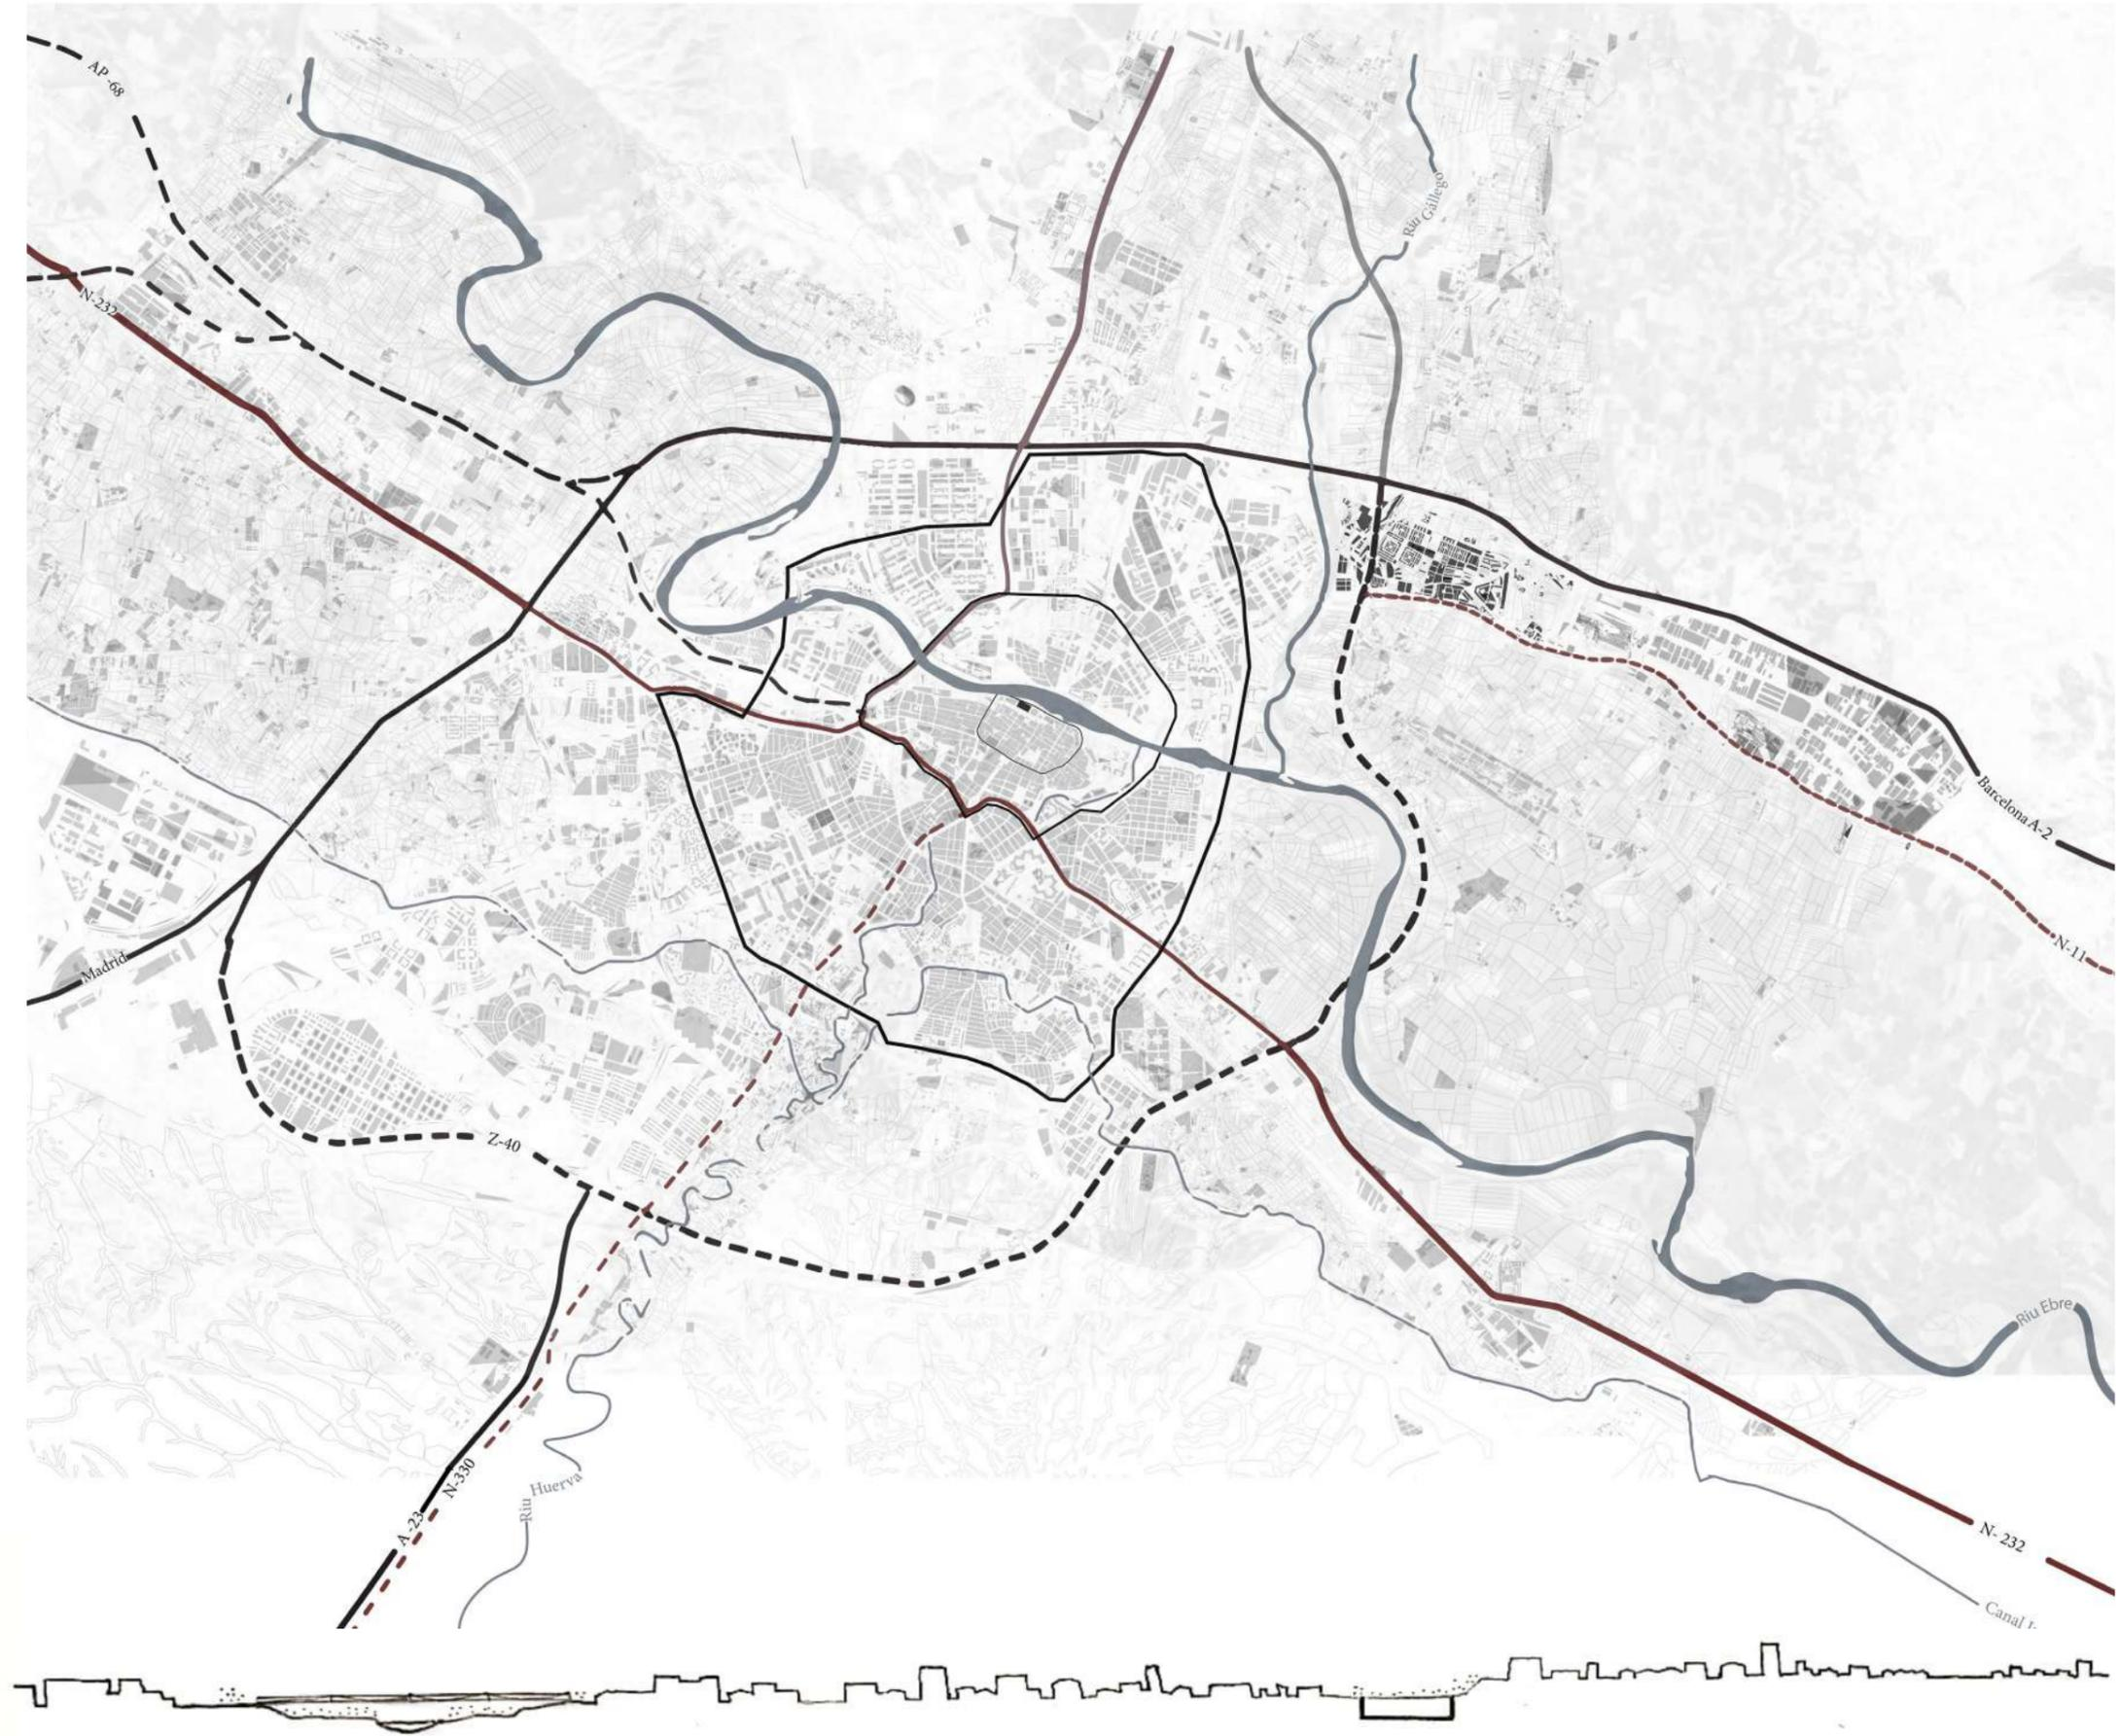 AP-68
Riu Gállego
N-232
Barcelona A-2
N-11
Madrid
Z-40
Riu Ebre
N-330
Riu Huerva
A-23
N-232
Canal